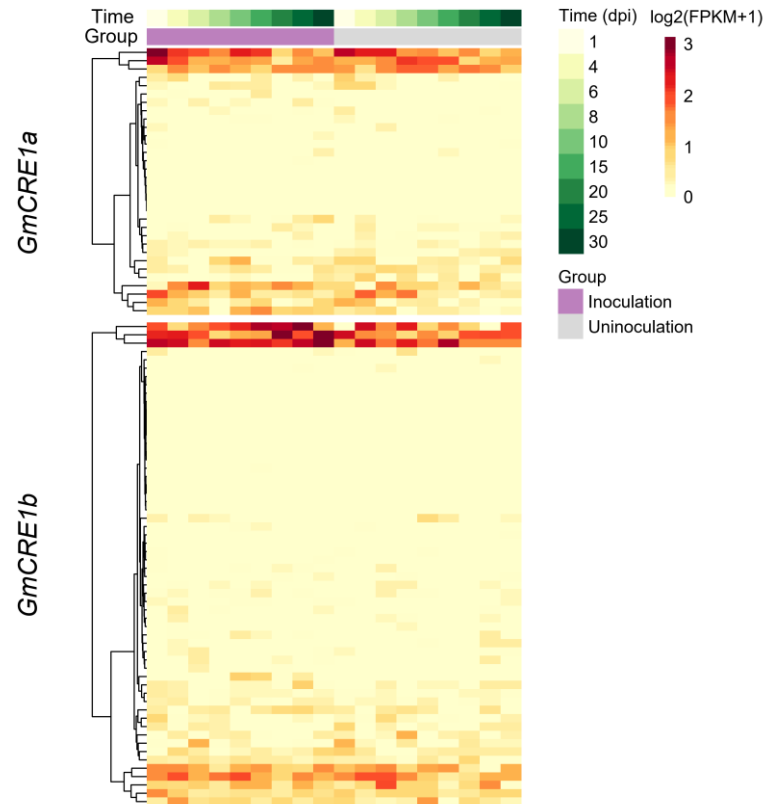 Time
Group
GmCRE1a
GmCRE1b
Time (dpi)
1
4
6
8
10
15
20
25
30
log2(FPKM+1)
3
2
1
0
Group
Inoculation
Uninoculation